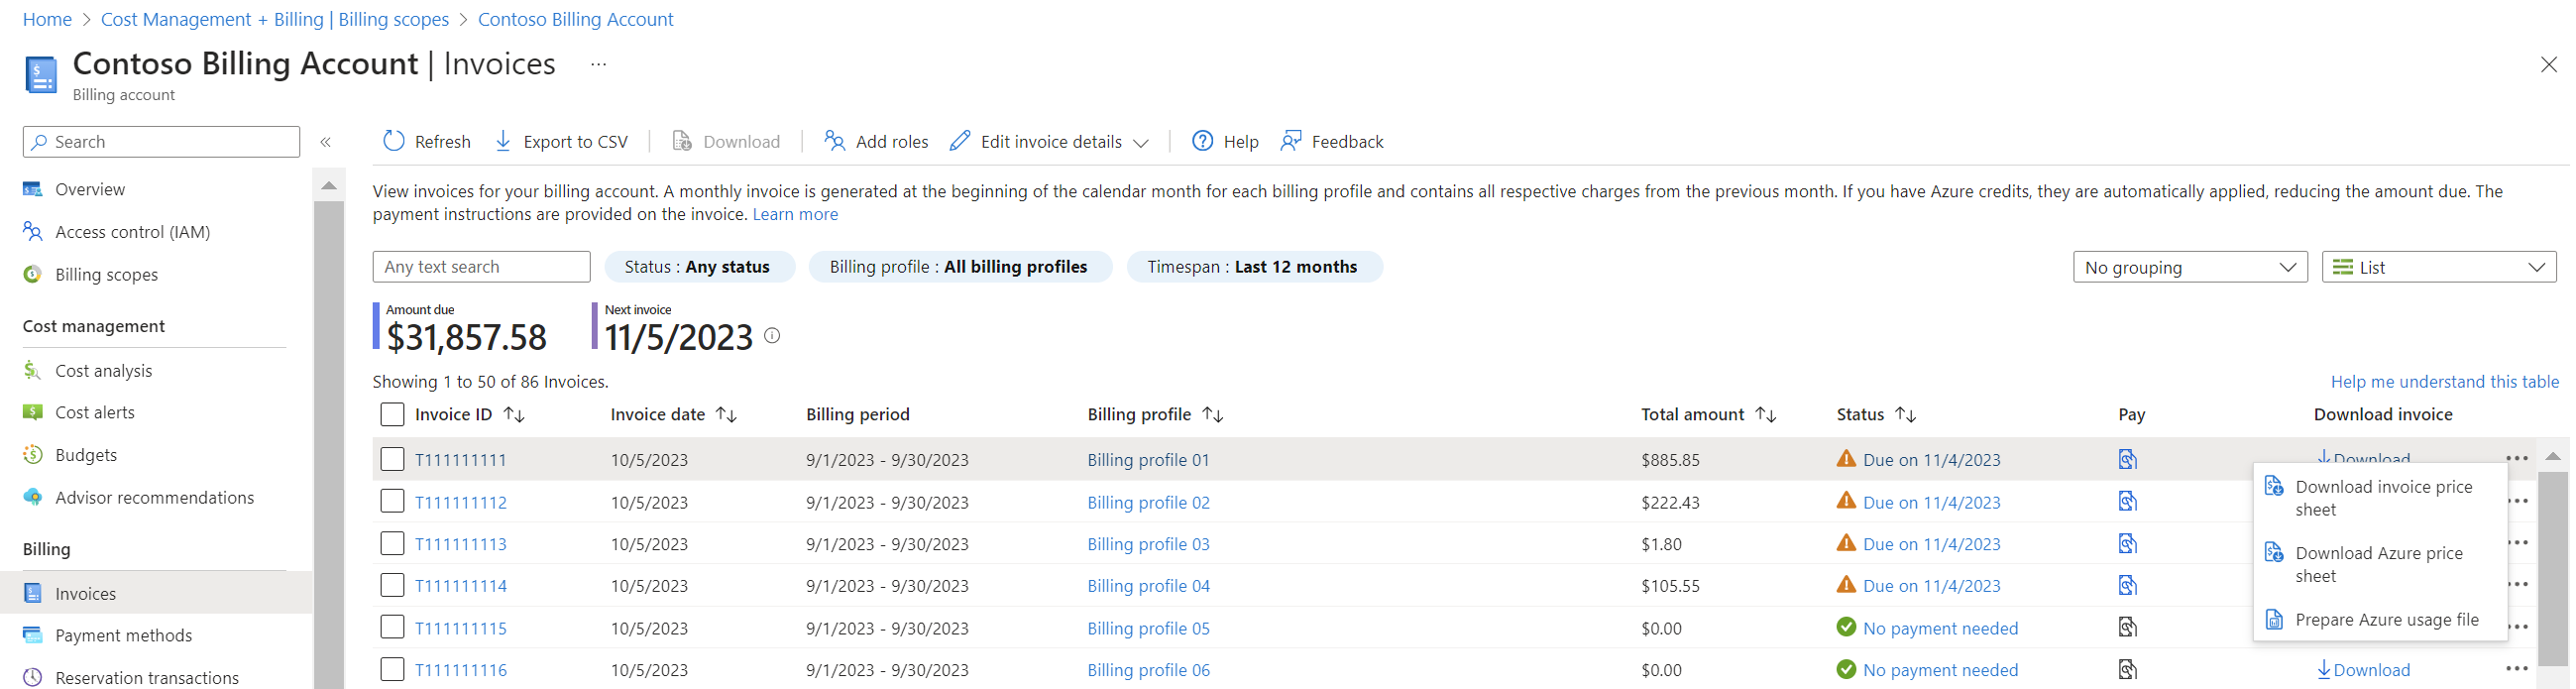 Home > Cost Management + Billing | Billing scopes > Contoso Billing Account
Contoso Billing Account | Invoices ...
Billing account
Search «
Refresh Export to CSV Download Add roles Edit invoice details Help Feedback
Overview
Access control (IAM)
Billing scopes
Cost management
Cost analysis
Cost alerts
Budgets
Advisor recommendations
Billing
Invoices
Payment methods
Reservation transactions
View invoices for your billing account. A monthly invoice is generated at the beginning of the calendar month for each billing profile and contains all respective charges from the previous month. If you have Azure credits, they are automatically applied, reducing the amount due. The
payment instructions are provided on the invoice. Learn more
Any text search Status : Any status Billing profile : All billing profiles Timespan : Last 12 months No grouping List
Amount due Next invoice
$31,857.58 11/5/2023
Showing 1 to 50 of 86 Invoices. Help me understand this table
Invoice ID Invoice date Billing period Billing profile Total amount Status Pay Download invoice
T111111111 10/5/2023 9/1/2023 - 9/30/2023 Billing profile 01 $885.85 Due on 11/4/2023 Download
T111111112 10/5/2023 9/1/2023 - 9/30/2023 Billing profile 02 $222.43 Due on 11/4/2023
T111111113 10/5/2023 9/1/2023 - 9/30/2023 Billing profile 03 $1.80 Due on 11/4/2023
T111111114 10/5/2023 9/1/2023 - 9/30/2023 Billing profile 04 $105.55 Due on 11/4/2023
T111111115 10/5/2023 9/1/2023 - 9/30/2023 Billing profile 05 $0.00 No payment needed
T111111116 10/5/2023 9/1/2023 - 9/30/2023 Billing profile 06 $0.00 No payment needed Download
Download invoice price
sheet
Download Azure price
sheet
Prepare Azure usage file